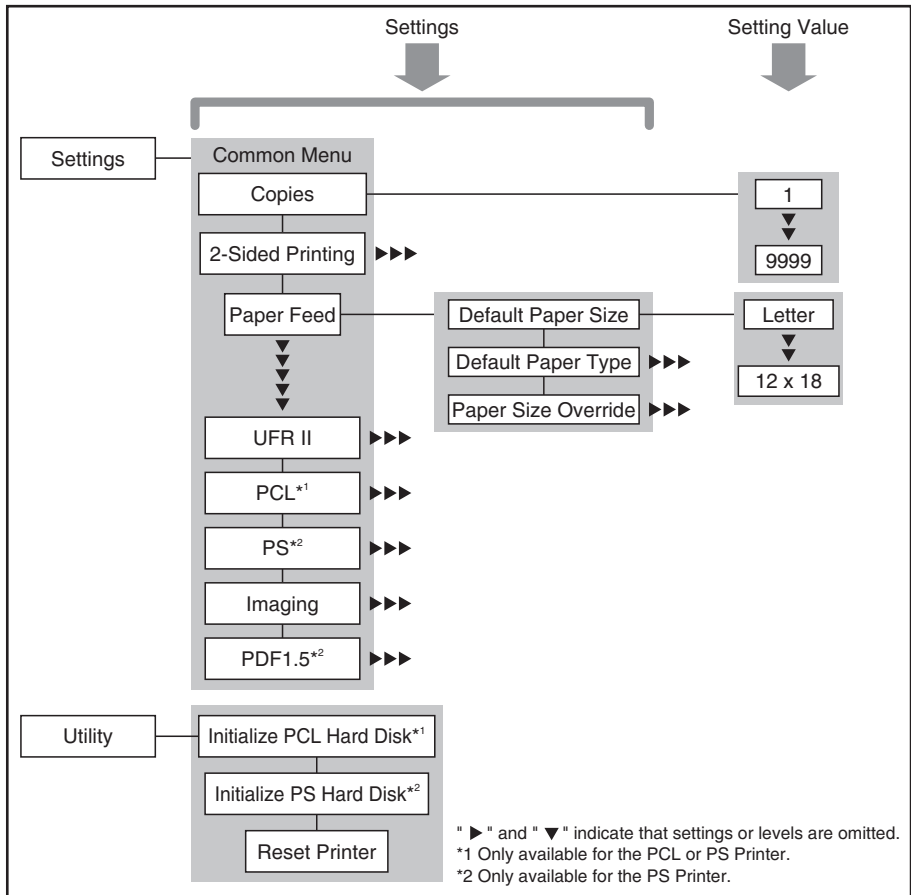 Settings Setting Value
Settings
Common Menu
Copies
1
9999
2-Sided Printing ▶▶▶
Paper Feed
Default Paper Size
Letter
12 x 18
Default Paper Type ▶▶▶
Paper Size Override ▶▶▶
UFR II ▶▶▶
PCL*1 ▶▶▶
PS*2 ▶▶▶
Imaging ▶▶▶
PDF1.5*2 ▶▶▶
Utility
Initialize PCL Hard Disk*1
Initialize PS Hard Disk*2
Reset Printer
" ▶ " and " ▼ " indicate that settings or levels are omitted.
*1 Only available for the PCL or PS Printer.
*2 Only available for the PS Printer.